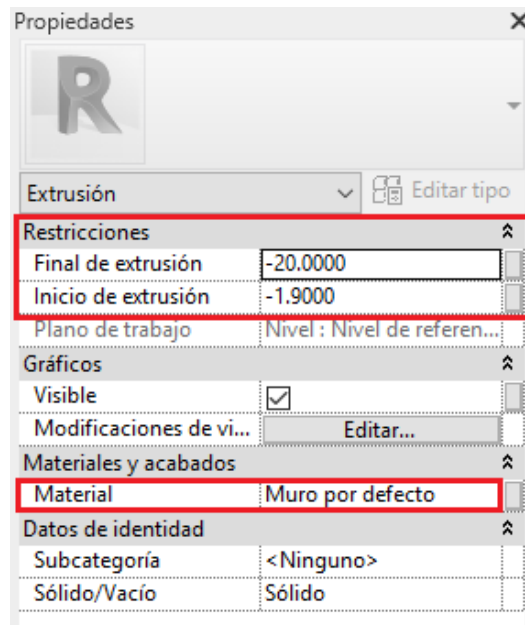 Propiedades
Extrusión Editar tipo
Restricciones
Final de extrusión -20.0000
Inicio de extrusión -1.9000
Plano de trabajo Nivel : Nivel de referen...
Gráficos
Visible
Modificaciones de vi... Editar...
Materiales y acabados
Material Muro por defecto
Datos de identidad
Subcategoría <Ninguno>
Sólido/Vacío Sólido